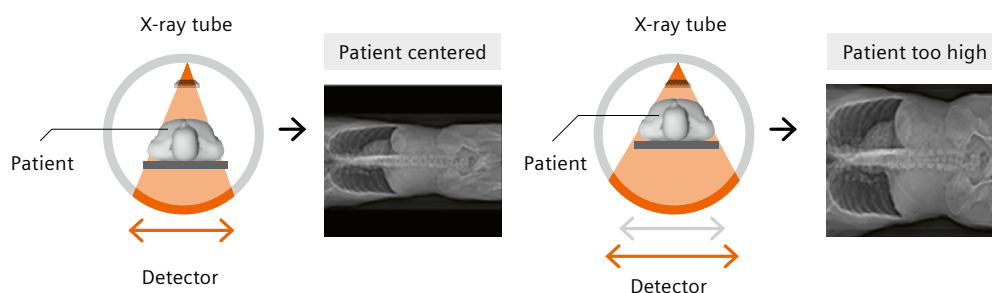 X-ray tube
Patient centered
Patient
Detector
X-ray tube
Patient too high
Patient
Detector